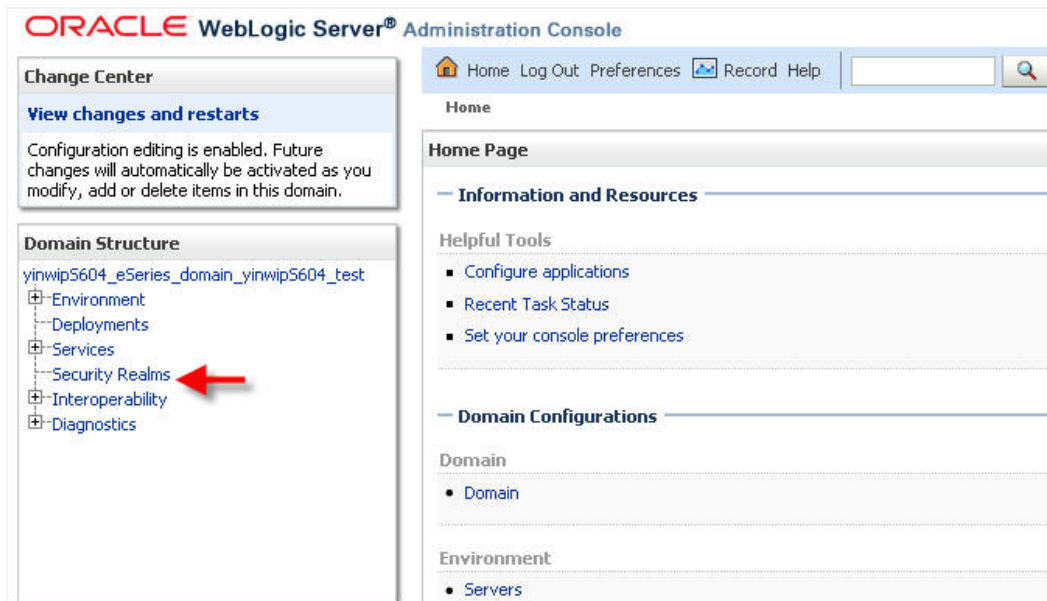 ORACLE WebLogic Server® Administration Console
Change Center
View changes and restarts
Configuration editing is enabled. Future
changes will automatically be activated as you
modify, add or delete items in this domain.
Domain Structure
yinwip5604_eSeries_domain_yinwip5604_test
Environment
Deployments
Services
Security Realms
Interoperability
Diagnostics
Home Log Out Preferences Record Help
Home
Home Page
Information and Resources
Helpful Tools
Configure applications
Recent Task Status
Set your console preferences
Domain Configurations
Domain
Domain
Environment
Servers